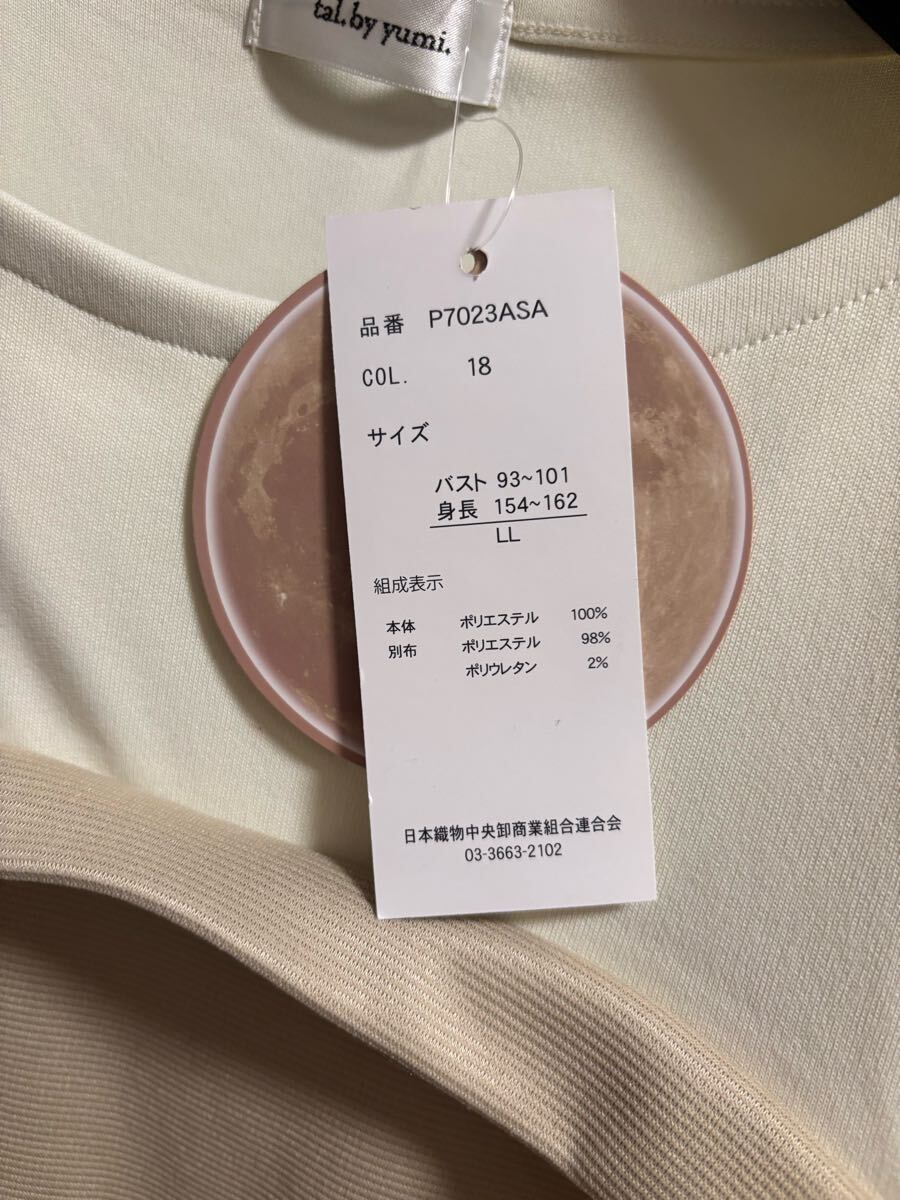 tal.by yumi.
品番 P7023ASA
COL. 18
サイズ
バスト 93~101
身長 154~162
LL
組成表示
本体 ポリエステル 100%
別布 ポリエステル 98%
ポリウレタン 2%
日本織物中央卸商業組合連合会
03-3663-2102